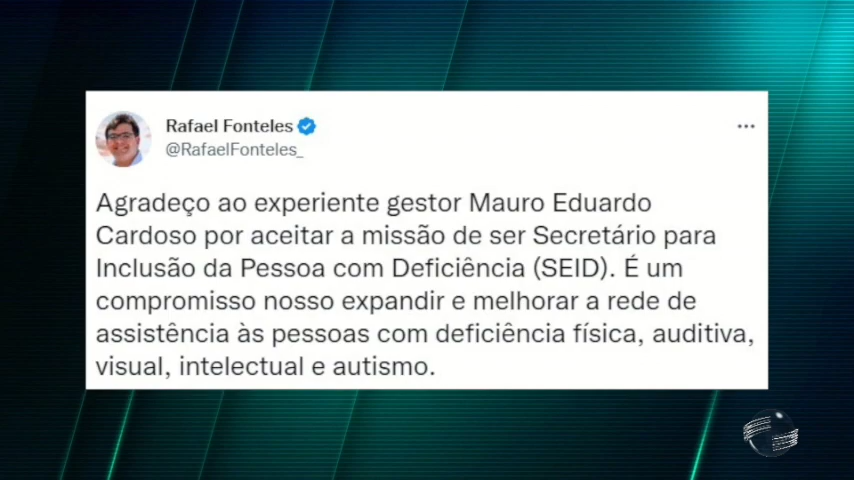 Rafael Fonteles
@RafaelFonteles_
Agradeço ao experiente gestor Mauro Eduardo
Cardoso por aceitar a missão de ser Secretário para
Inclusão da Pessoa com Deficiência (SEID). É um
compromisso nosso expandir e melhorar a rede de
assistência às pessoas com deficiência física, auditiva,
visual, intelectual e autismo.